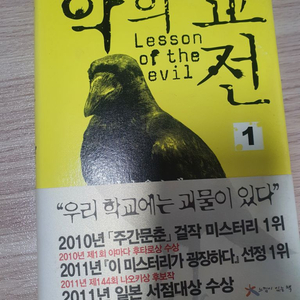 악의 교
Lesson
of the
evil
전
1
“우리 학교에는 괴물이 있다”
2010년 「주간문춘」 걸작 미스터리 1위
2010년 제1회 야마다 후타로상 수상
2011년 『이 미스터리가 굉장하다』 선정 1위
2011년 제144회 나오키상 후보작
2011년 일본 서점대상 수상